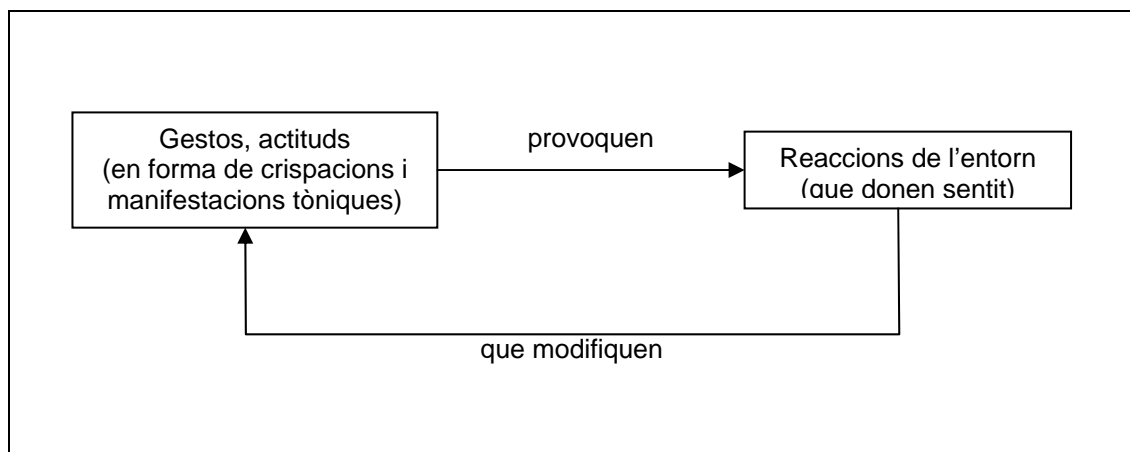 Gestos, actituds
(en forma de crispacions i
manifestacions tòniques)
provoquen
Reaccions de l’entorn
(que donen sentit)
que modifiquen